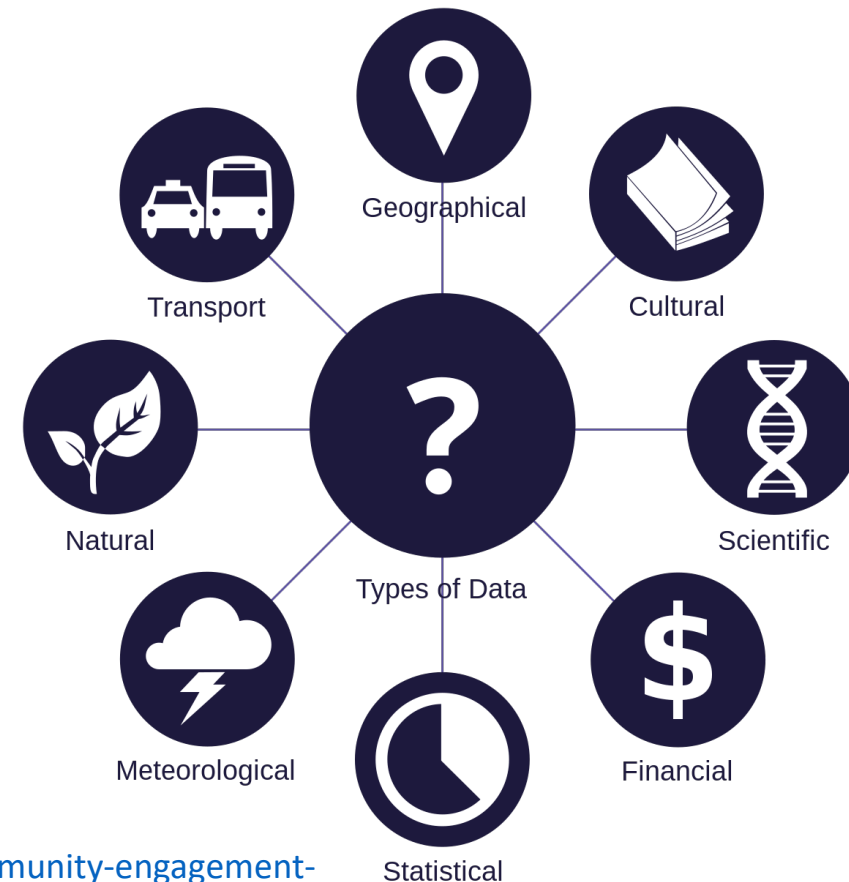 Geographical
Transport
Cultural
?
Natural
Scientific
Types of Data
$
Meteorological
Financial
munity-engagement-
Statistical